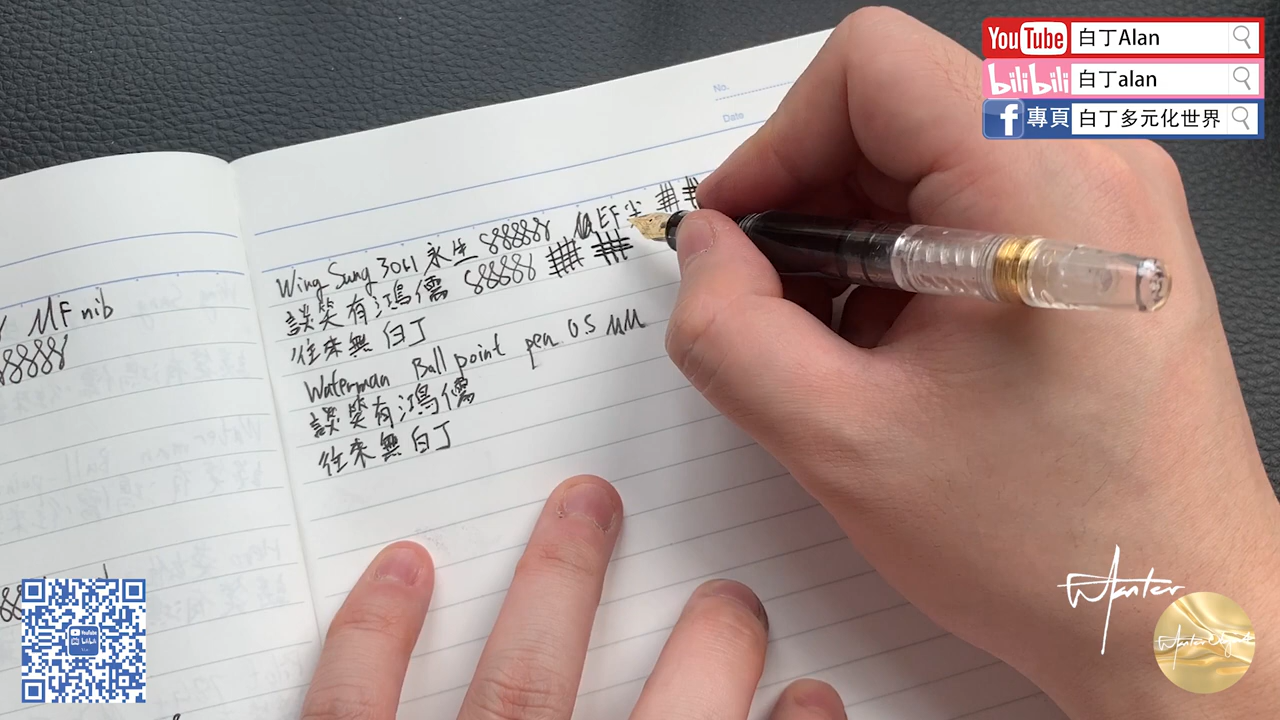 YouTube 白丁Alan
bilibili 白丁alan
f 專頁 白丁多元化世界
No.
Date
Wing Sung 3061 永生 88888 EF尖
談笑有鴻儒 88888
往來無白丁
Waterman Ball point pen 0.5
談笑有鴻儒
往來無白丁
MF nib
8888